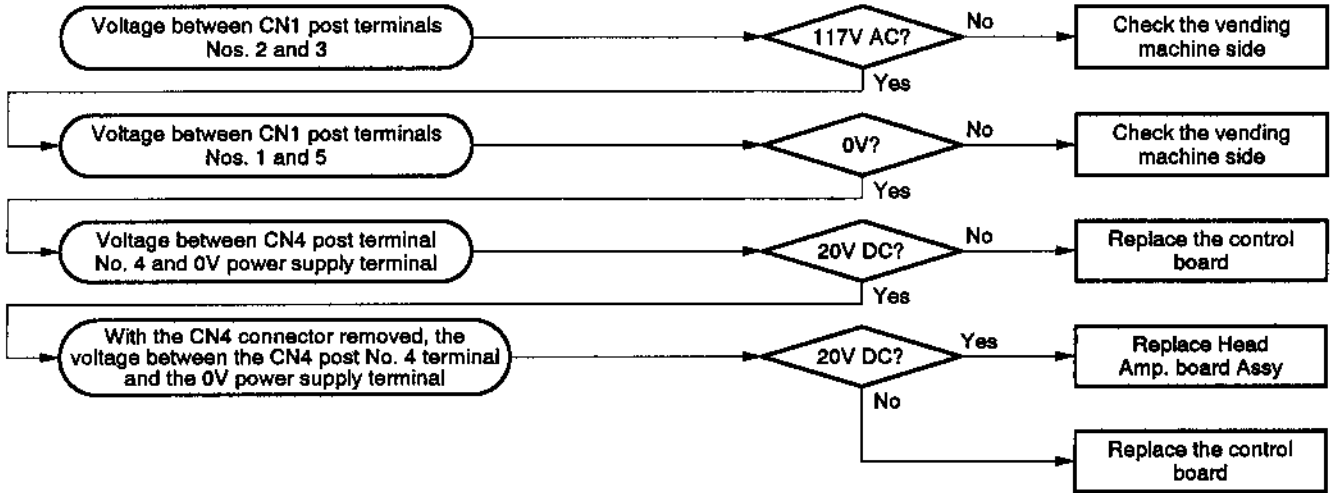 Voltage between CN1 post terminals
Nos. 2 and 3
117V AC?
No
Check the vending
machine side
Yes
Voltage between CN1 post terminals
Nos. 1 and 5
0V?
No
Check the vending
machine side
Yes
Voltage between CN4 post terminal
No. 4 and 0V power supply terminal
20V DC?
No
Replace the control
board
Yes
With the CN4 connector removed, the
voltage between the CN4 post No. 4 terminal
and the 0V power supply terminal
20V DC?
Yes
Replace Head
Amp. board Assy
No
Replace the control
board